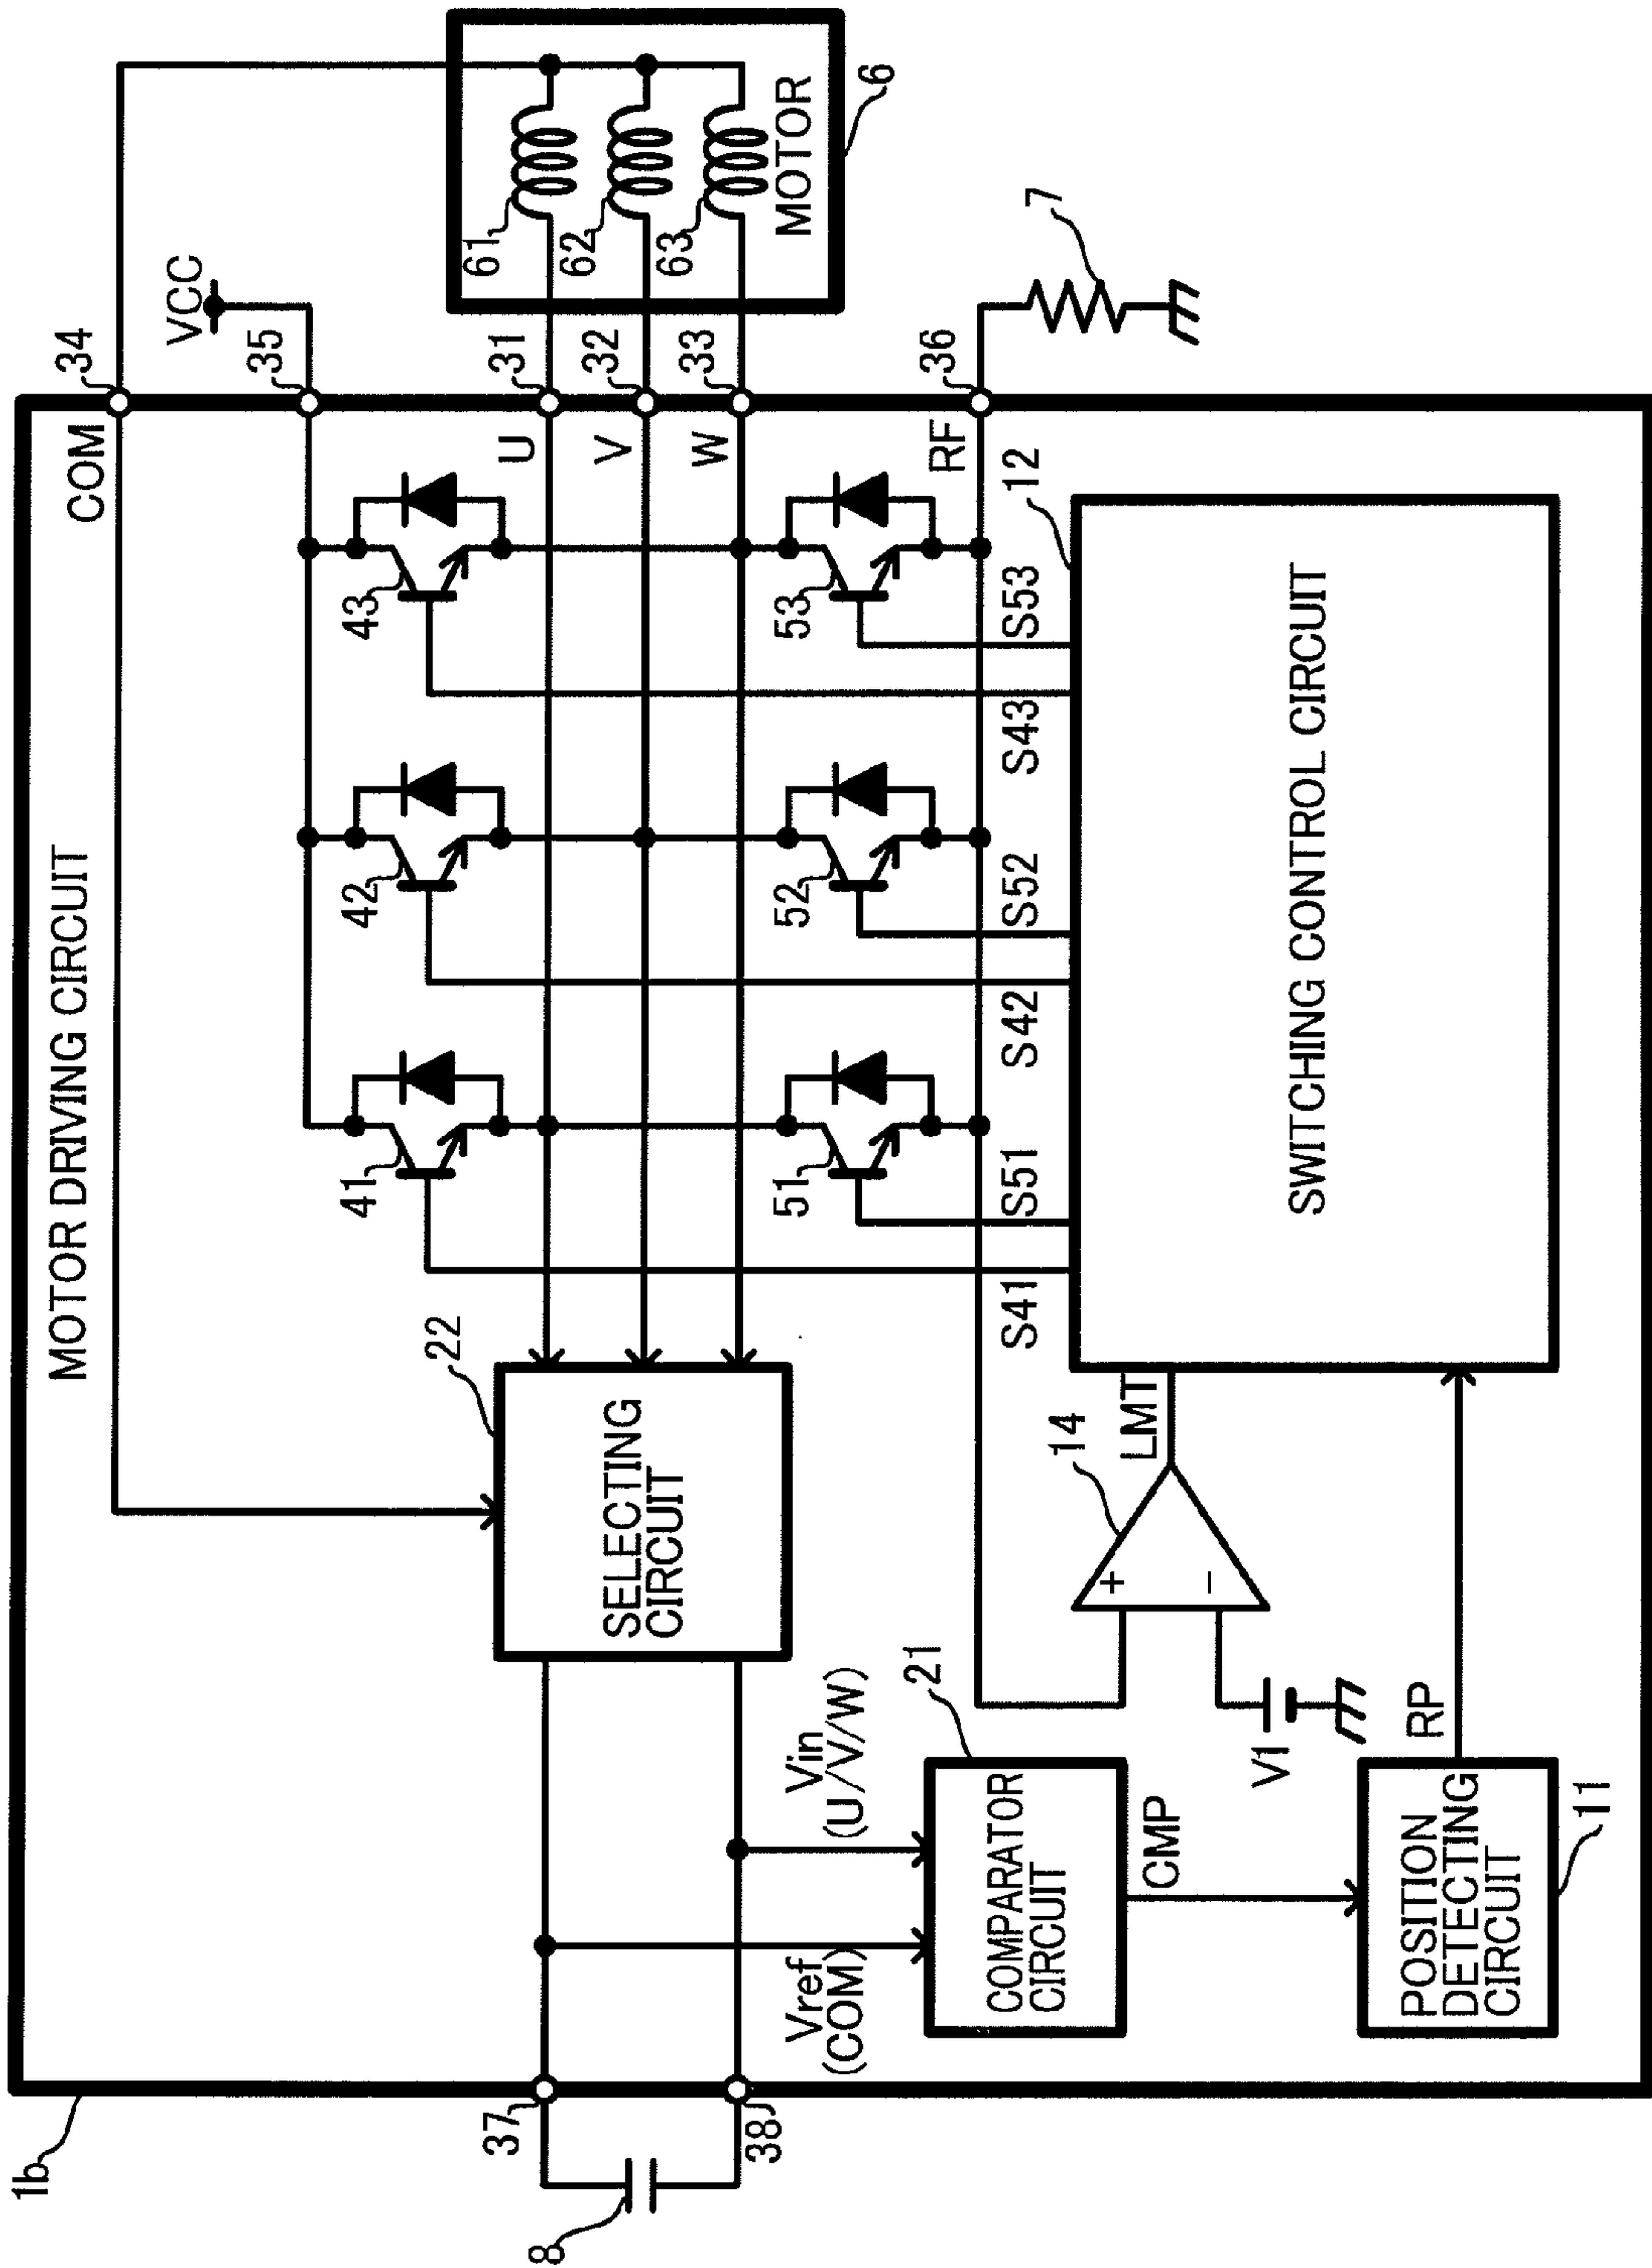 1b
MOTOR DRIVING CIRCUIT
COM
34
VCC
35
22
SELECTING
CIRCUIT
41
42
43
U
31
V
32
W
33
61
62
63
MOTOR
6
37
38
8
Vref
(COM)
Vin
(U/V/W)
51
52
53
RF
36
7
21
COMPARATOR
CIRCUIT
CMP
14
LMT
V1
S41
S51
S42
S52
S43
S53
12
SWITCHING CONTROL CIRCUIT
POSITION
DETECTING
CIRCUIT
RP
11
+
−